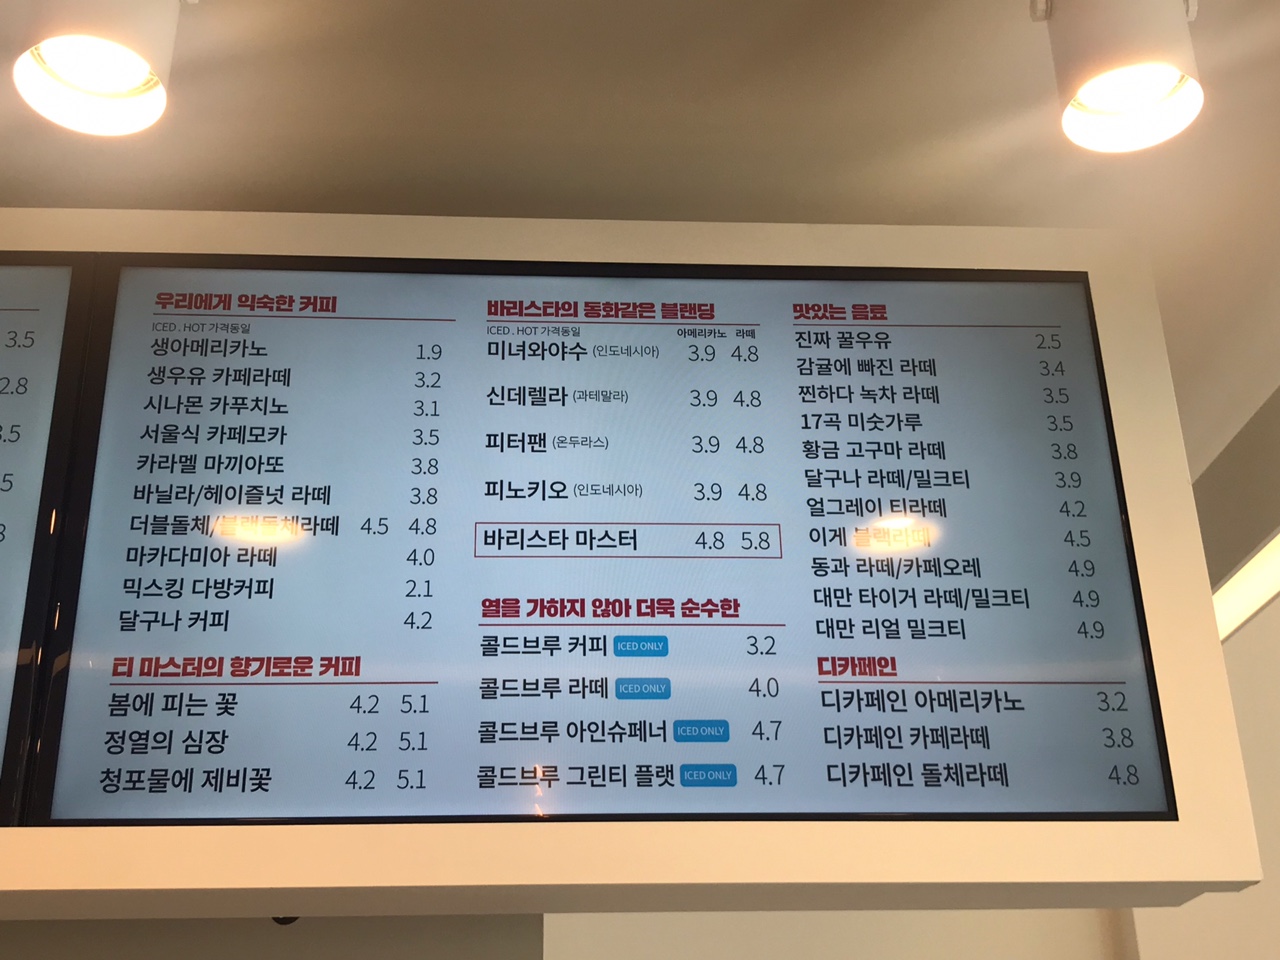 3.5
2.8
3.5
우리에게 익숙한 커피
ICED . HOT 가격동일
생아메리카노 1.9
생우유 카페라떼 3.2
시나몬 카푸치노 3.1
서울식 카페모카 3.5
카라멜 마끼아또 3.8
바닐라/헤이즐넛 라떼 3.8
더블돌체/블랙돌체라떼 4.5 4.8
마카다미아 라떼 4.0
믹스킹 다방커피 2.1
달구나 커피 4.2
티 마스터의 향기로운 커피
봄에 피는 꽃 4.2 5.1
정열의 심장 4.2 5.1
청포물에 제비꽃 4.2 5.1
바리스타의 동화같은 블랜딩
ICED . HOT 가격동일 아메리카노 라떼
미녀와야수 (인도네시아) 3.9 4.8
신데렐라 (과테말라) 3.9 4.8
피터팬 (온두라스) 3.9 4.8
피노키오 (인도네시아) 3.9 4.8
바리스타 마스터 4.8 5.8
열을 가하지 않아 더욱 순수한
콜드브루 커피 ICED ONLY 3.2
콜드브루 라떼 ICED ONLY 4.0
콜드브루 아인슈페너 ICED ONLY 4.7
콜드브루 그린티 플랫 ICED ONLY 4.7
맛있는 음료
진짜 꿀우유 2.5
감귤에 빠진 라떼 3.4
찐하다 녹차 라떼 3.5
17곡 미숫가루 3.5
황금 고구마 라떼 3.8
달구나 라떼/밀크티 3.9
얼그레이 티라떼 4.2
이게 블랙라떼 4.5
동과 라떼/카페오레 4.9
대만 타이거 라떼/밀크티 4.9
대만 리얼 밀크티 4.9
디카페인
디카페인 아메리카노 3.2
디카페인 카페라떼 3.8
디카페인 돌체라떼 4.8